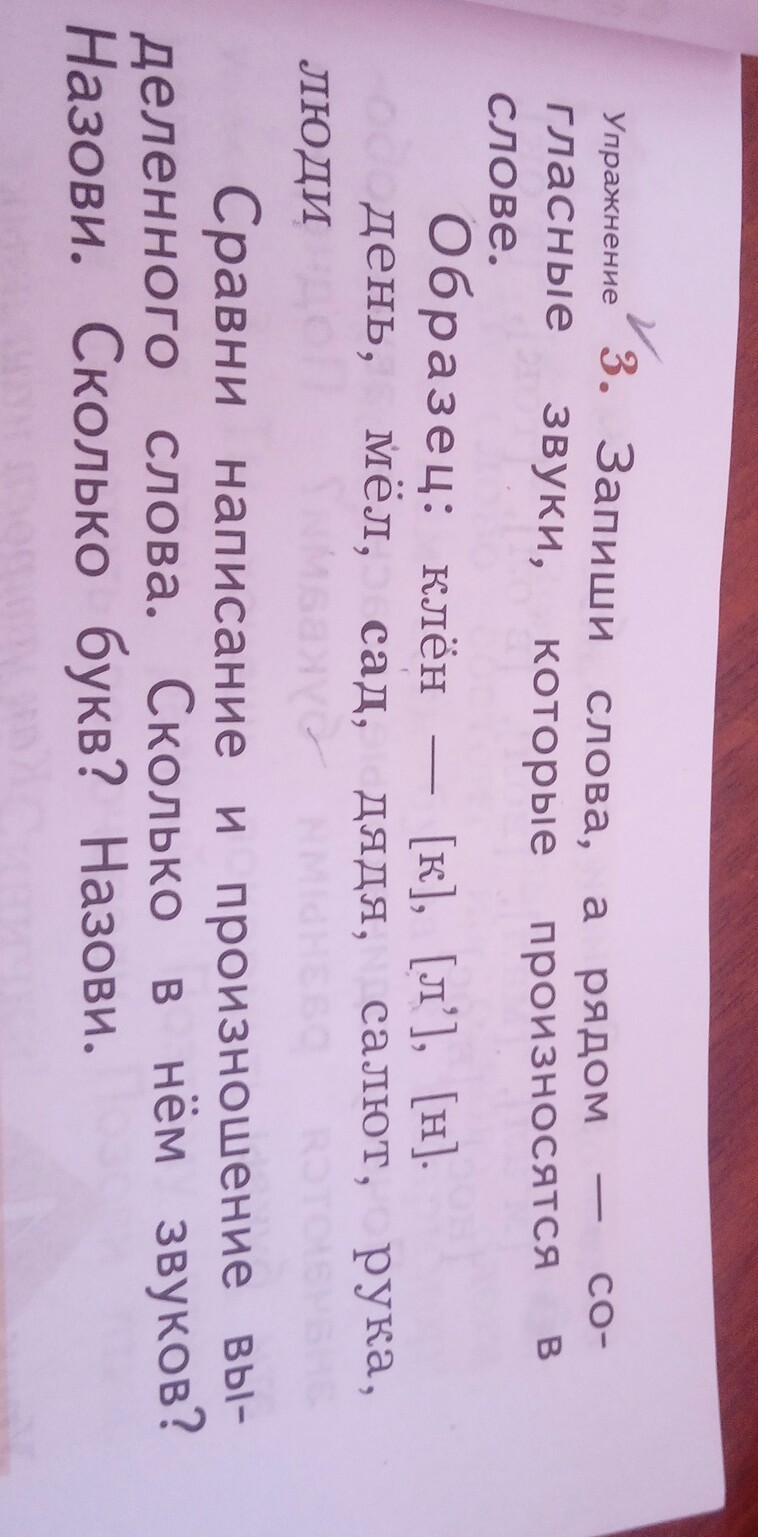 Упражнение 3. Запиши слова, а рядом — со-
гласные звуки, которые произносятся в
слове.
Образец: клён — [к], [л’], [н].
день, мёл, сад, дядя, салют, рука,
люди
Сравни написание и произношение вы-
деленного слова. Сколько в нём звуков?
Назови. Сколько букв? Назови.